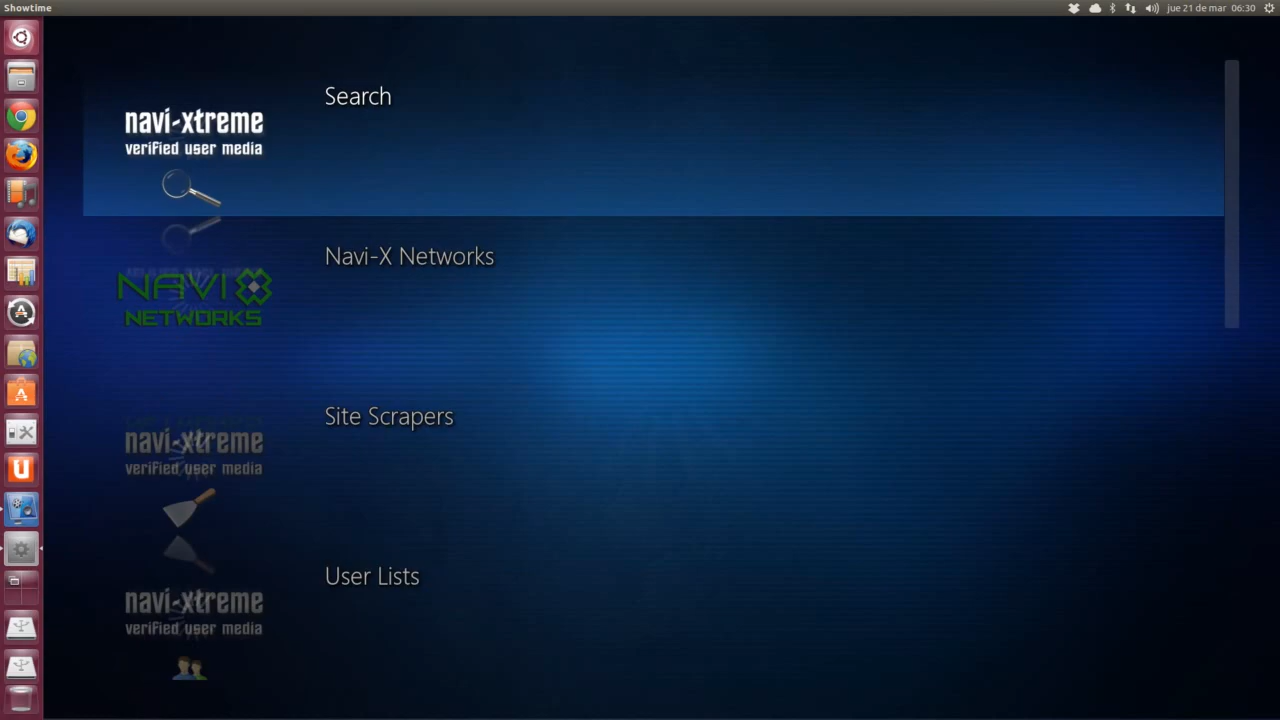 Showtime
jue 21 de mar 06:30
Search
navi-xtreme
verified user media
Navi-X Networks
NAVI X
NETWORKS
Site Scrapers
navi-xtreme
verified user media
User Lists
navi-xtreme
verified user media